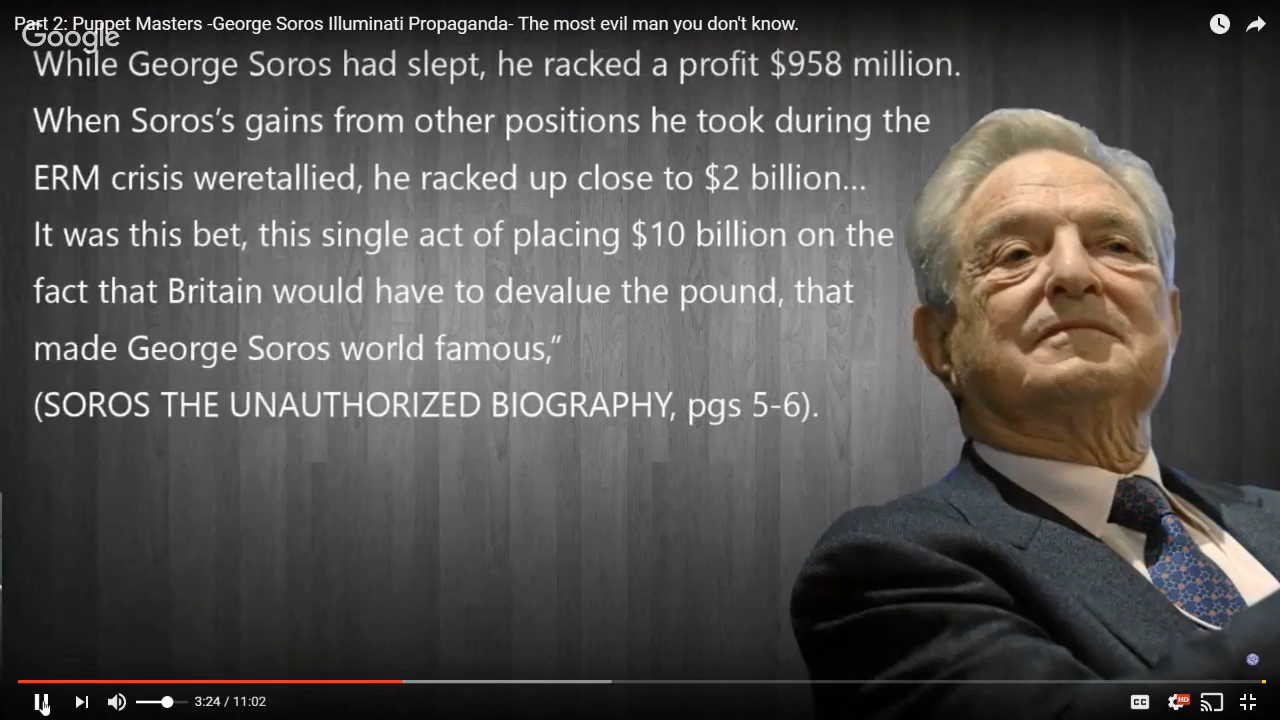 Part 2: Puppet Masters -George Soros Illuminati Propaganda- The most evil man you don't know.
Google
While George Soros had slept, he racked a profit $958 million.
When Soros’s gains from other positions he took during the
ERM crisis weretallied, he racked up close to $2 billion...
It was this bet, this single act of placing $10 billion on the
fact that Britain would have to devalue the pound, that
made George Soros world famous,”
(SOROS THE UNAUTHORIZED BIOGRAPHY, pgs 5-6).
3:24 / 11:02 CC HD